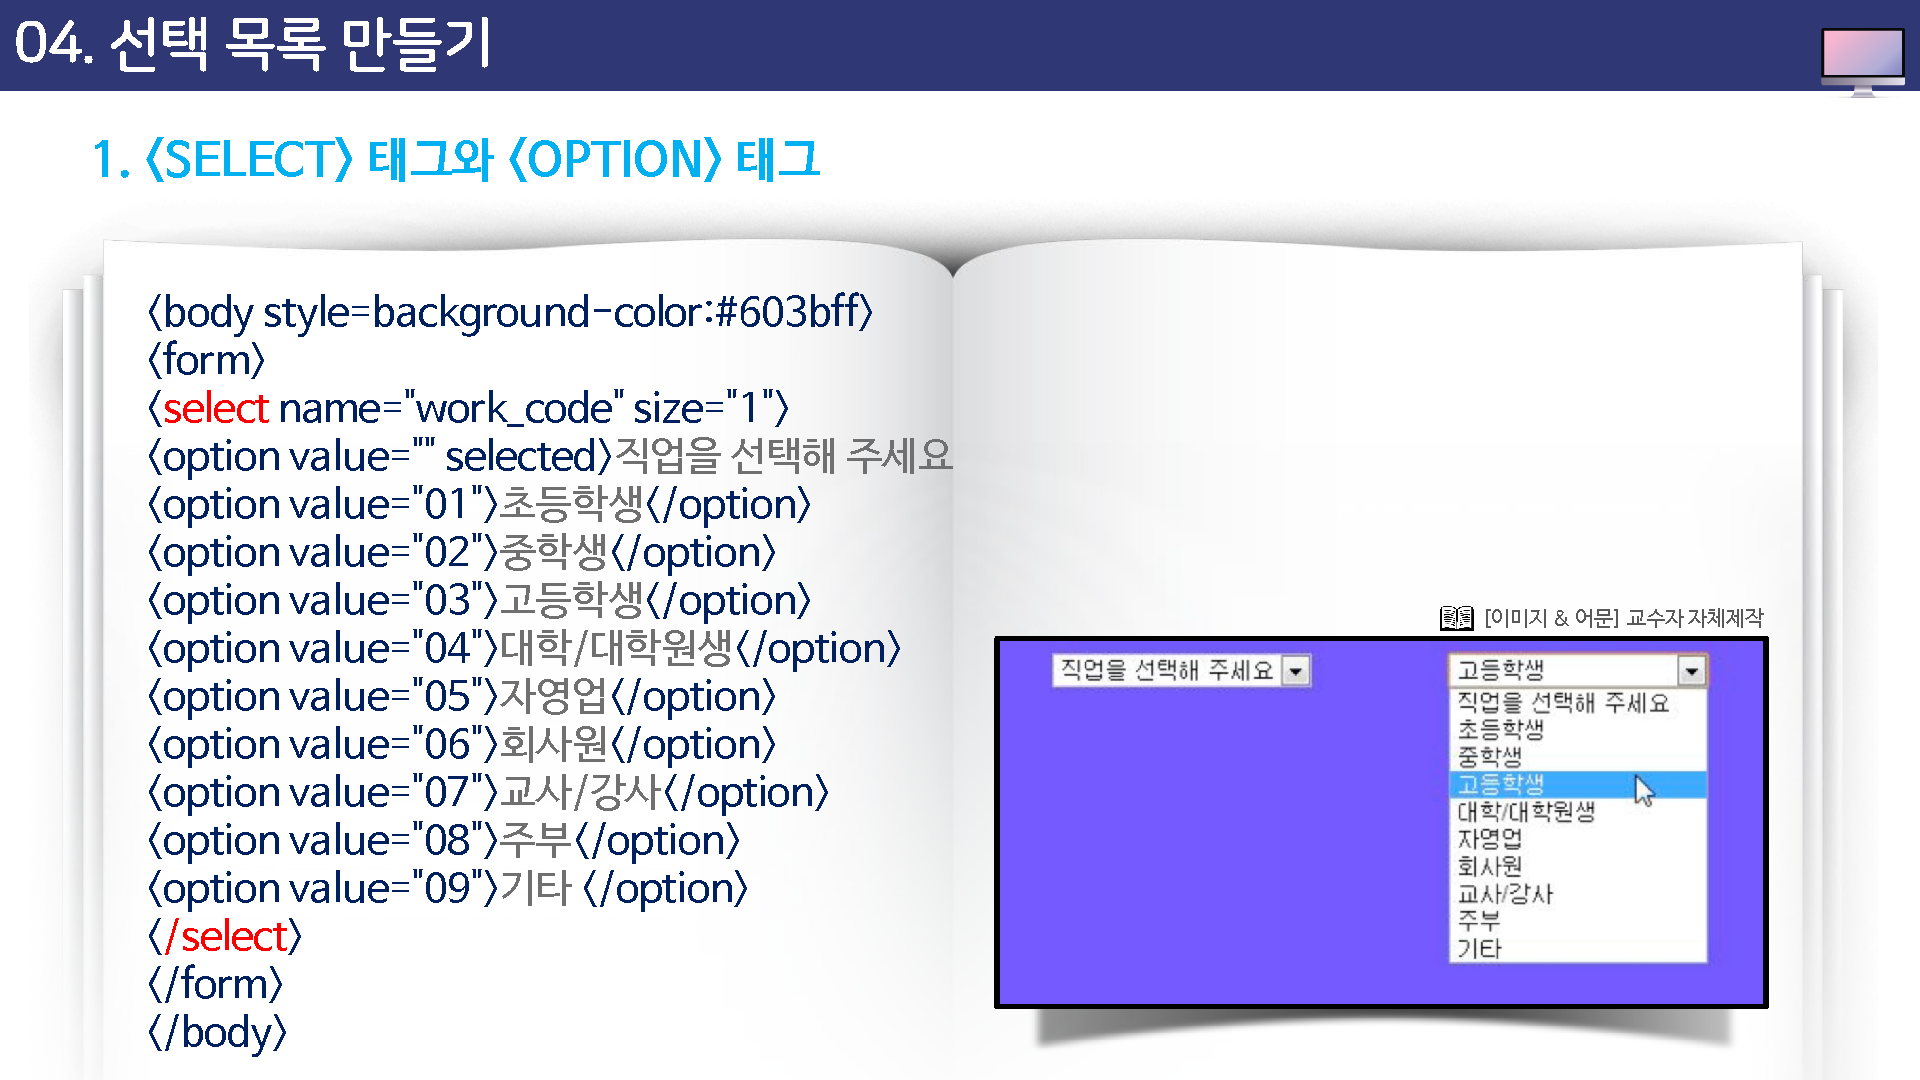 04. 선택 목록 만들기
1. <SELECT> 태그와 <OPTION> 태그
<body style=background-color:#603bff>
<form>
<select name="work_code" size="1">
<option value="" selected>직업을 선택해 주세요
<option value="01">초등학생</option>
<option value="02">중학생</option>
<option value="03">고등학생</option>
<option value="04">대학/대학원생</option>
<option value="05">자영업</option>
<option value="06">회사원</option>
<option value="07">교사/강사</option>
<option value="08">주부</option>
<option value="09">기타 </option>
</select>
</form>
</body>
[이미지 & 어문] 교수자 자체제작
직업을 선택해 주세요
고등학생
직업을 선택해 주세요
초등학생
중학생
고등학생
대학/대학원생
자영업
회사원
교사/강사
주부
기타